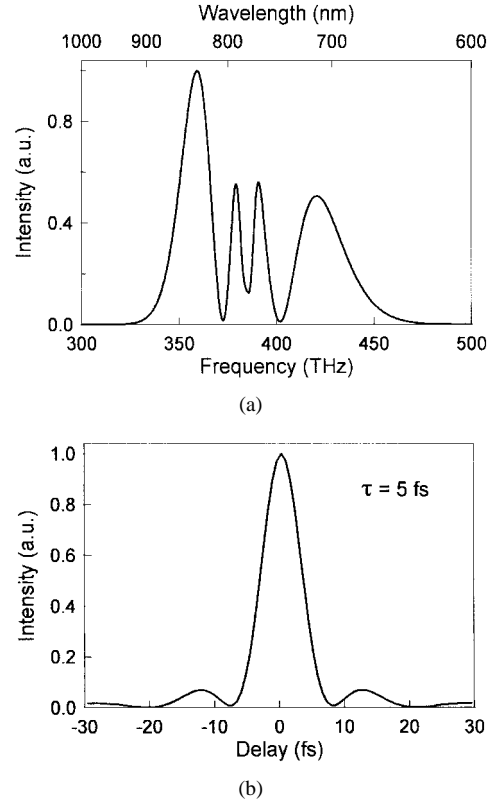 Wavelength (nm)
1000 900 800 700 600
Intensity (a.u.)
0.8
0.4
0.0
300 350 400 450 500
Frequency (THz)
(a)
Intensity (a.u.)
1.0
0.8
0.6
0.4
0.2
0.0
τ = 5 fs
-30 -20 -10 0 10 20 30
Delay (fs)
(b)